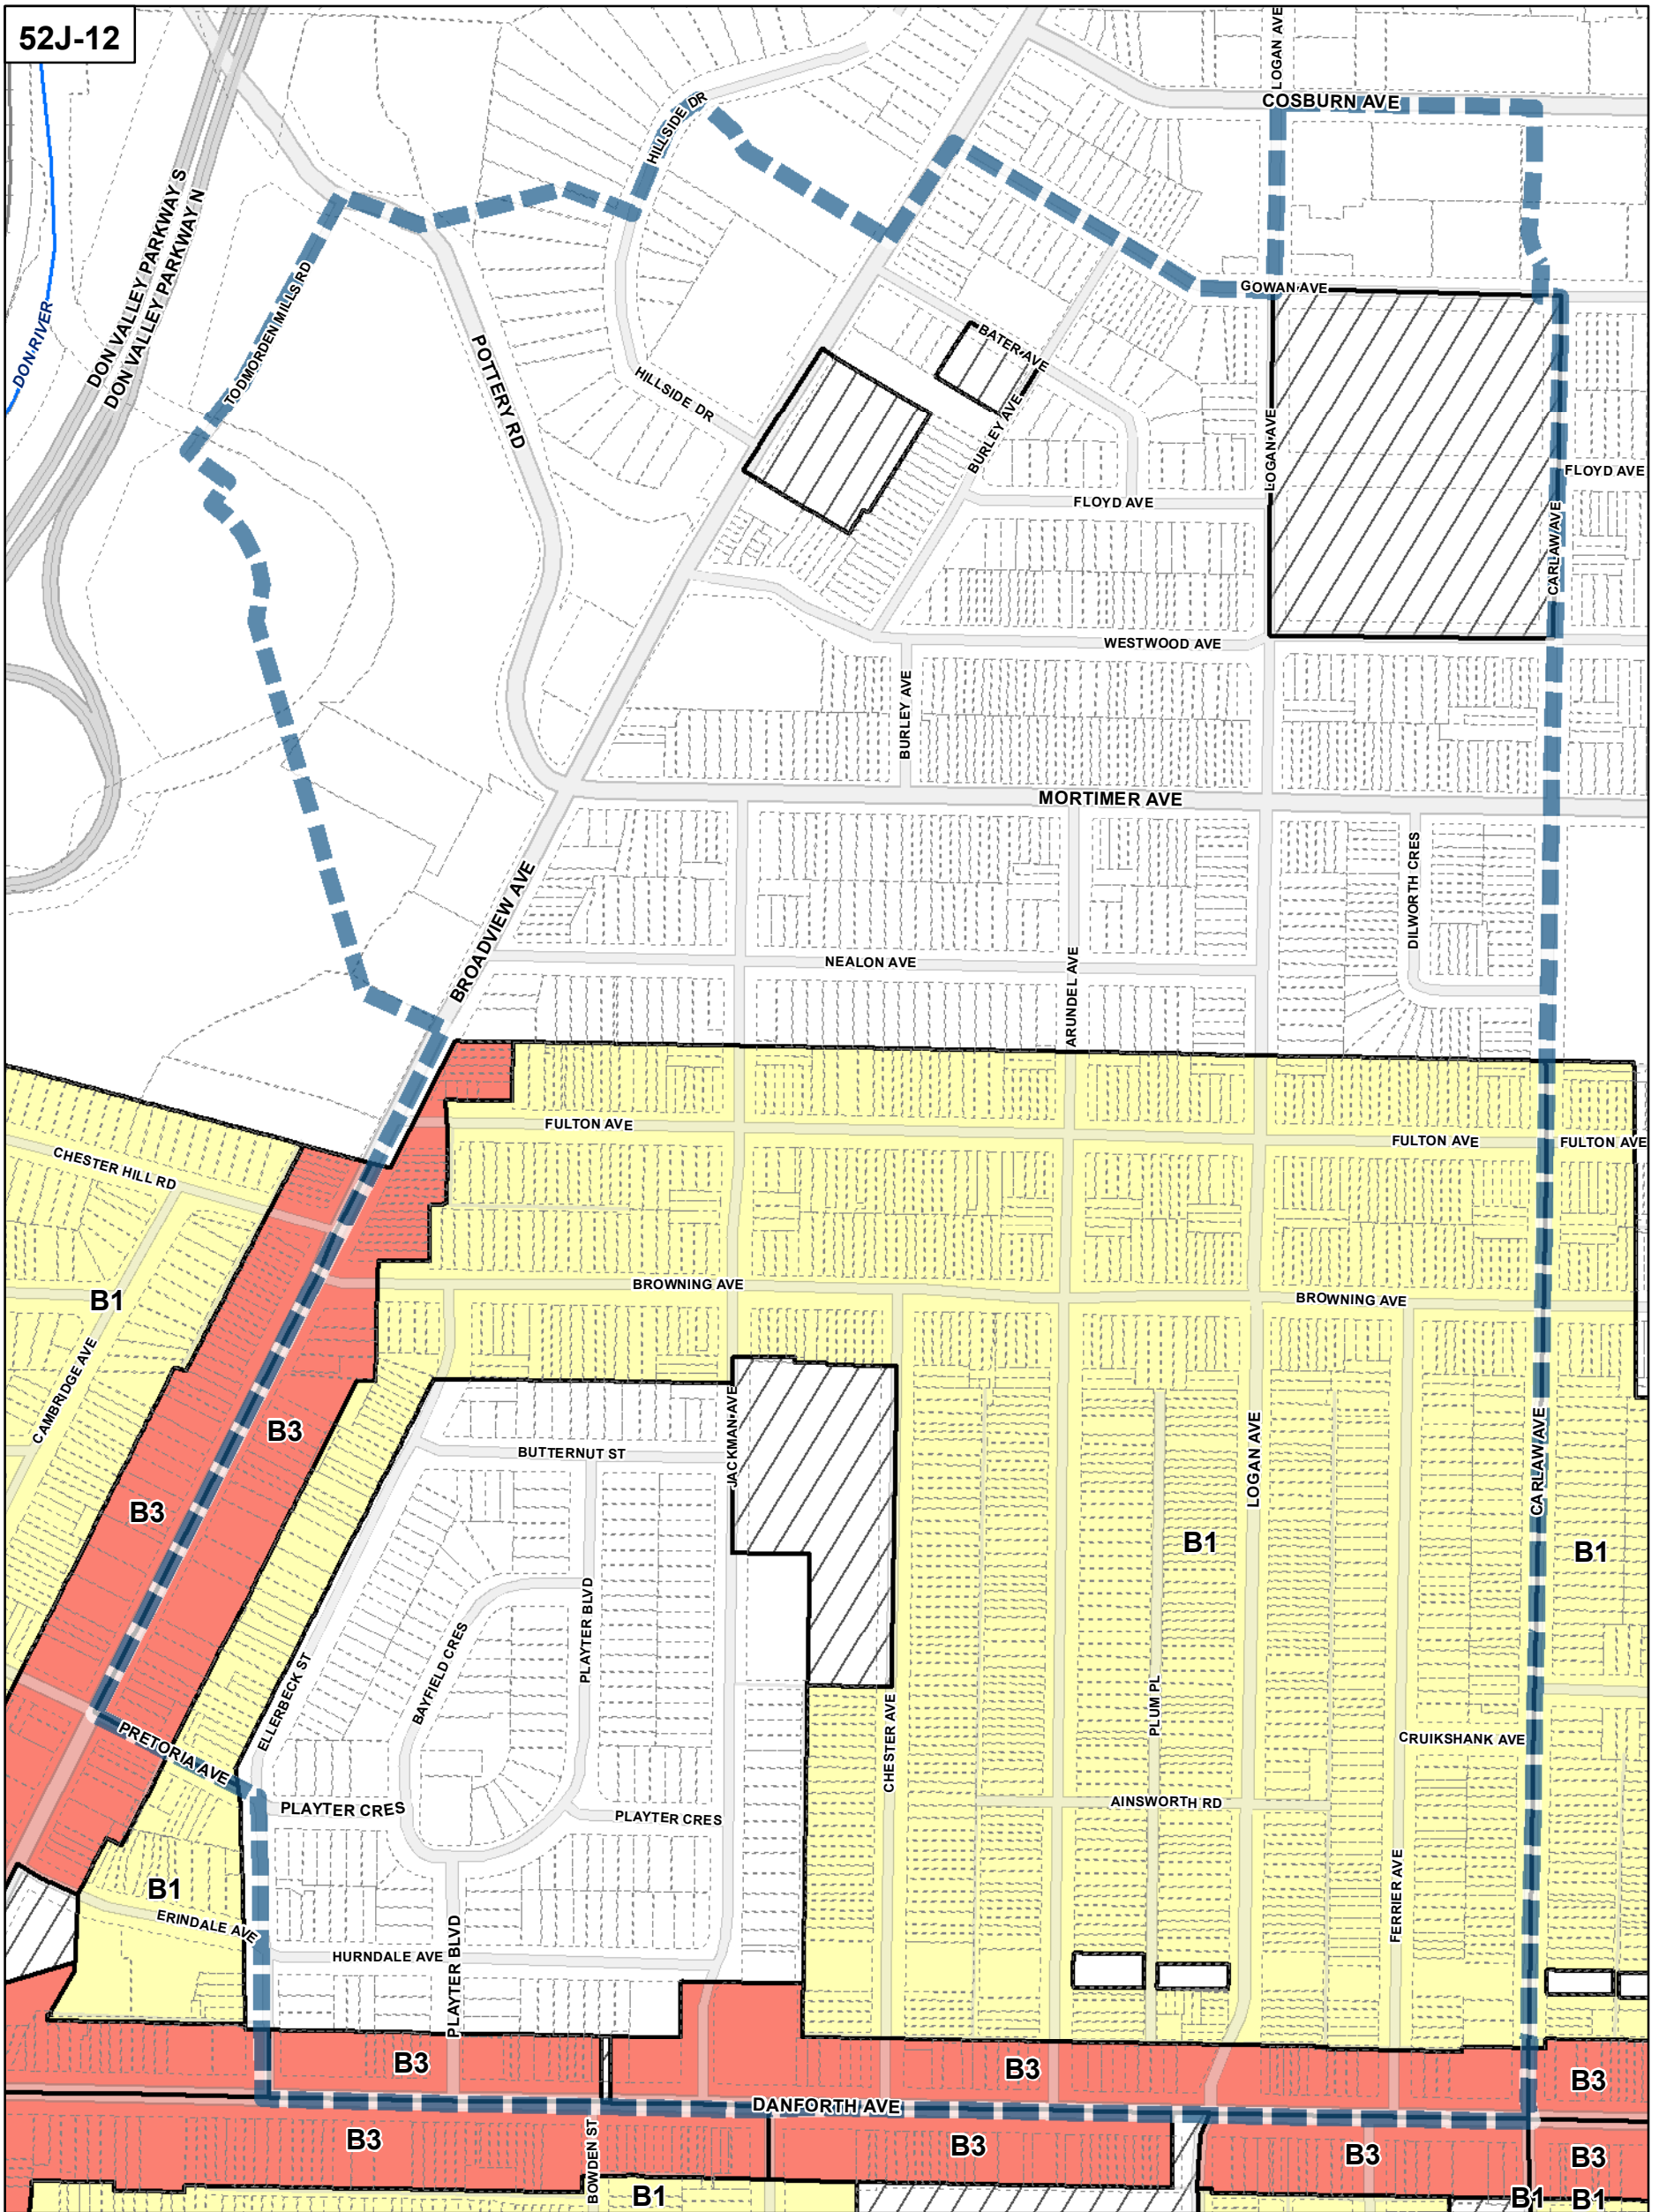 52J-12
LOGAN AVE
COSBURN AVE
HILLSIDE DR
DON VALLEY PARKWAY S
DON VALLEY PARKWAY N
DON RIVER
TODMORDEN MILLS RD
GOWAN AVE
POTTERY RD
BATER AVE
HILLSIDE DR
BURLEY AVE
LOGAN AVE
FLOYD AVE
FLOYD AVE
CARLAW AVE
WESTWOOD AVE
BURLEY AVE
MORTIMER AVE
DILWORTH CRES
BROADVIEW AVE
NEALON AVE
ARUNDEL AVE
FULTON AVE
FULTON AVE
FULTON AVE
CHESTER HILL RD
BROWNING AVE
BROWNING AVE
B1
CAMBRIDGE AVE
B3
JACKMAN AVE
BUTTERNUT ST
LOGAN AVE
CARLAW AVE
B3
B1
B1
PLAYTER BLVD
BAYFIELD CRES
ELLERBECK ST
PLUM PL
CHESTER AVE
CRUIKSHANK AVE
PRETORIA AVE
PLAYTER CRES
PLAYTER CRES
AINSWORTH RD
B1
FERRIER AVE
ERINDALE AVE
HURNDALE AVE
PLAYTER BLVD
B3
B3
B3
DANFORTH AVE
B3
B3
B3
B3
BOWDEN ST
B1
B1
B1